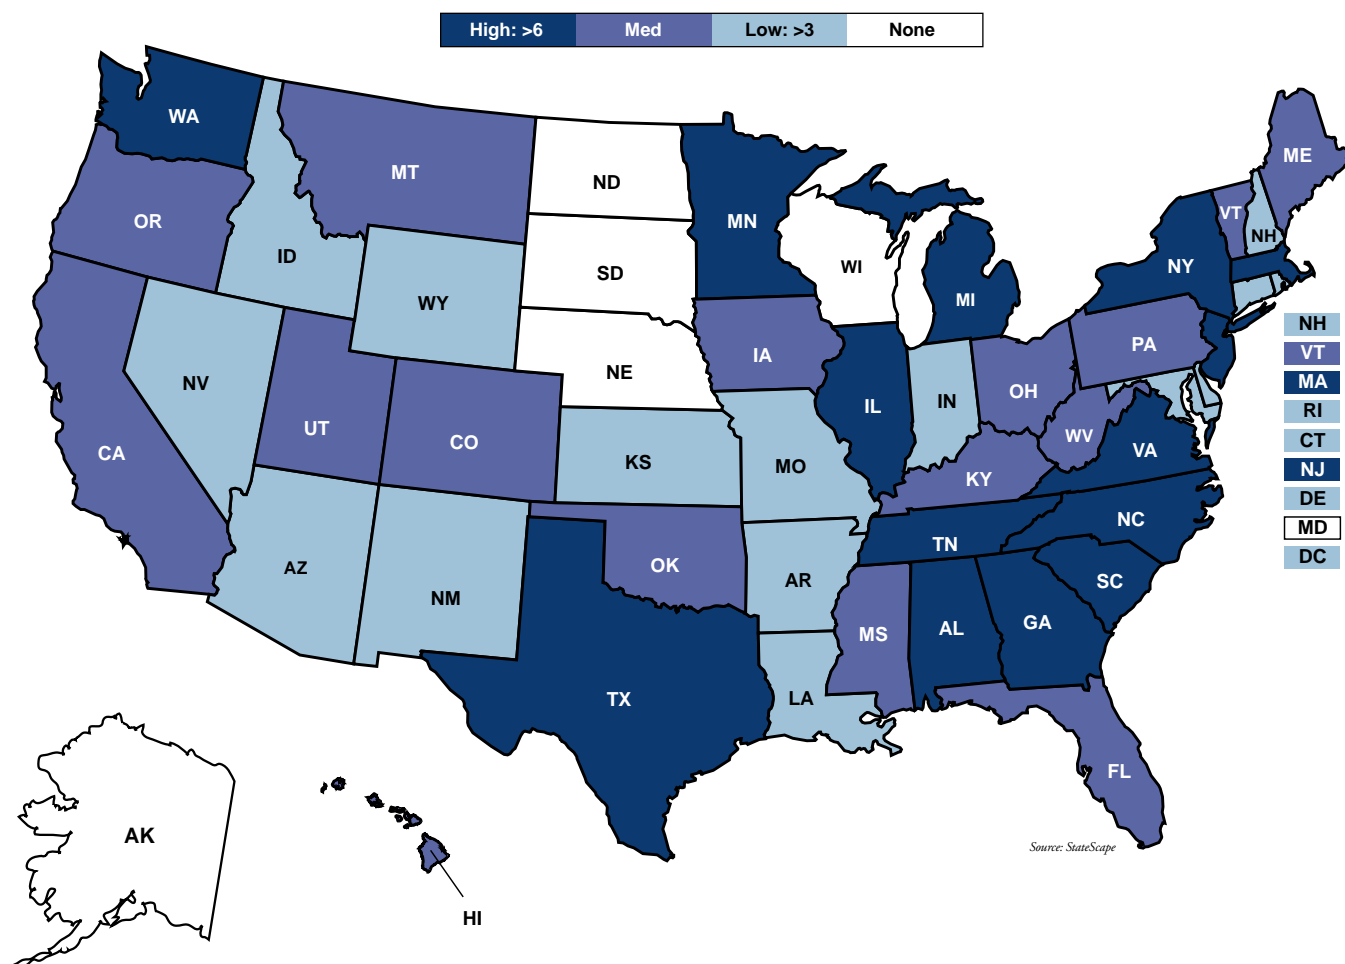 High: >6 Med Low: >3 None
WA
ME
MT
ND
VT
OR
MN
NH
ID
SD
WI
NY
WY
MI
NH
PA
VT
IA
NE
NV
MA
OH
IN
IL
RI
UT
WV
CO
CT
CA
VA
KS
MO
NJ
KY
DE
NC
MD
TN
DC
AZ
OK
AR
SC
NM
GA
AL
MS
TX
LA
FL
AK
Source: StateScape
HI